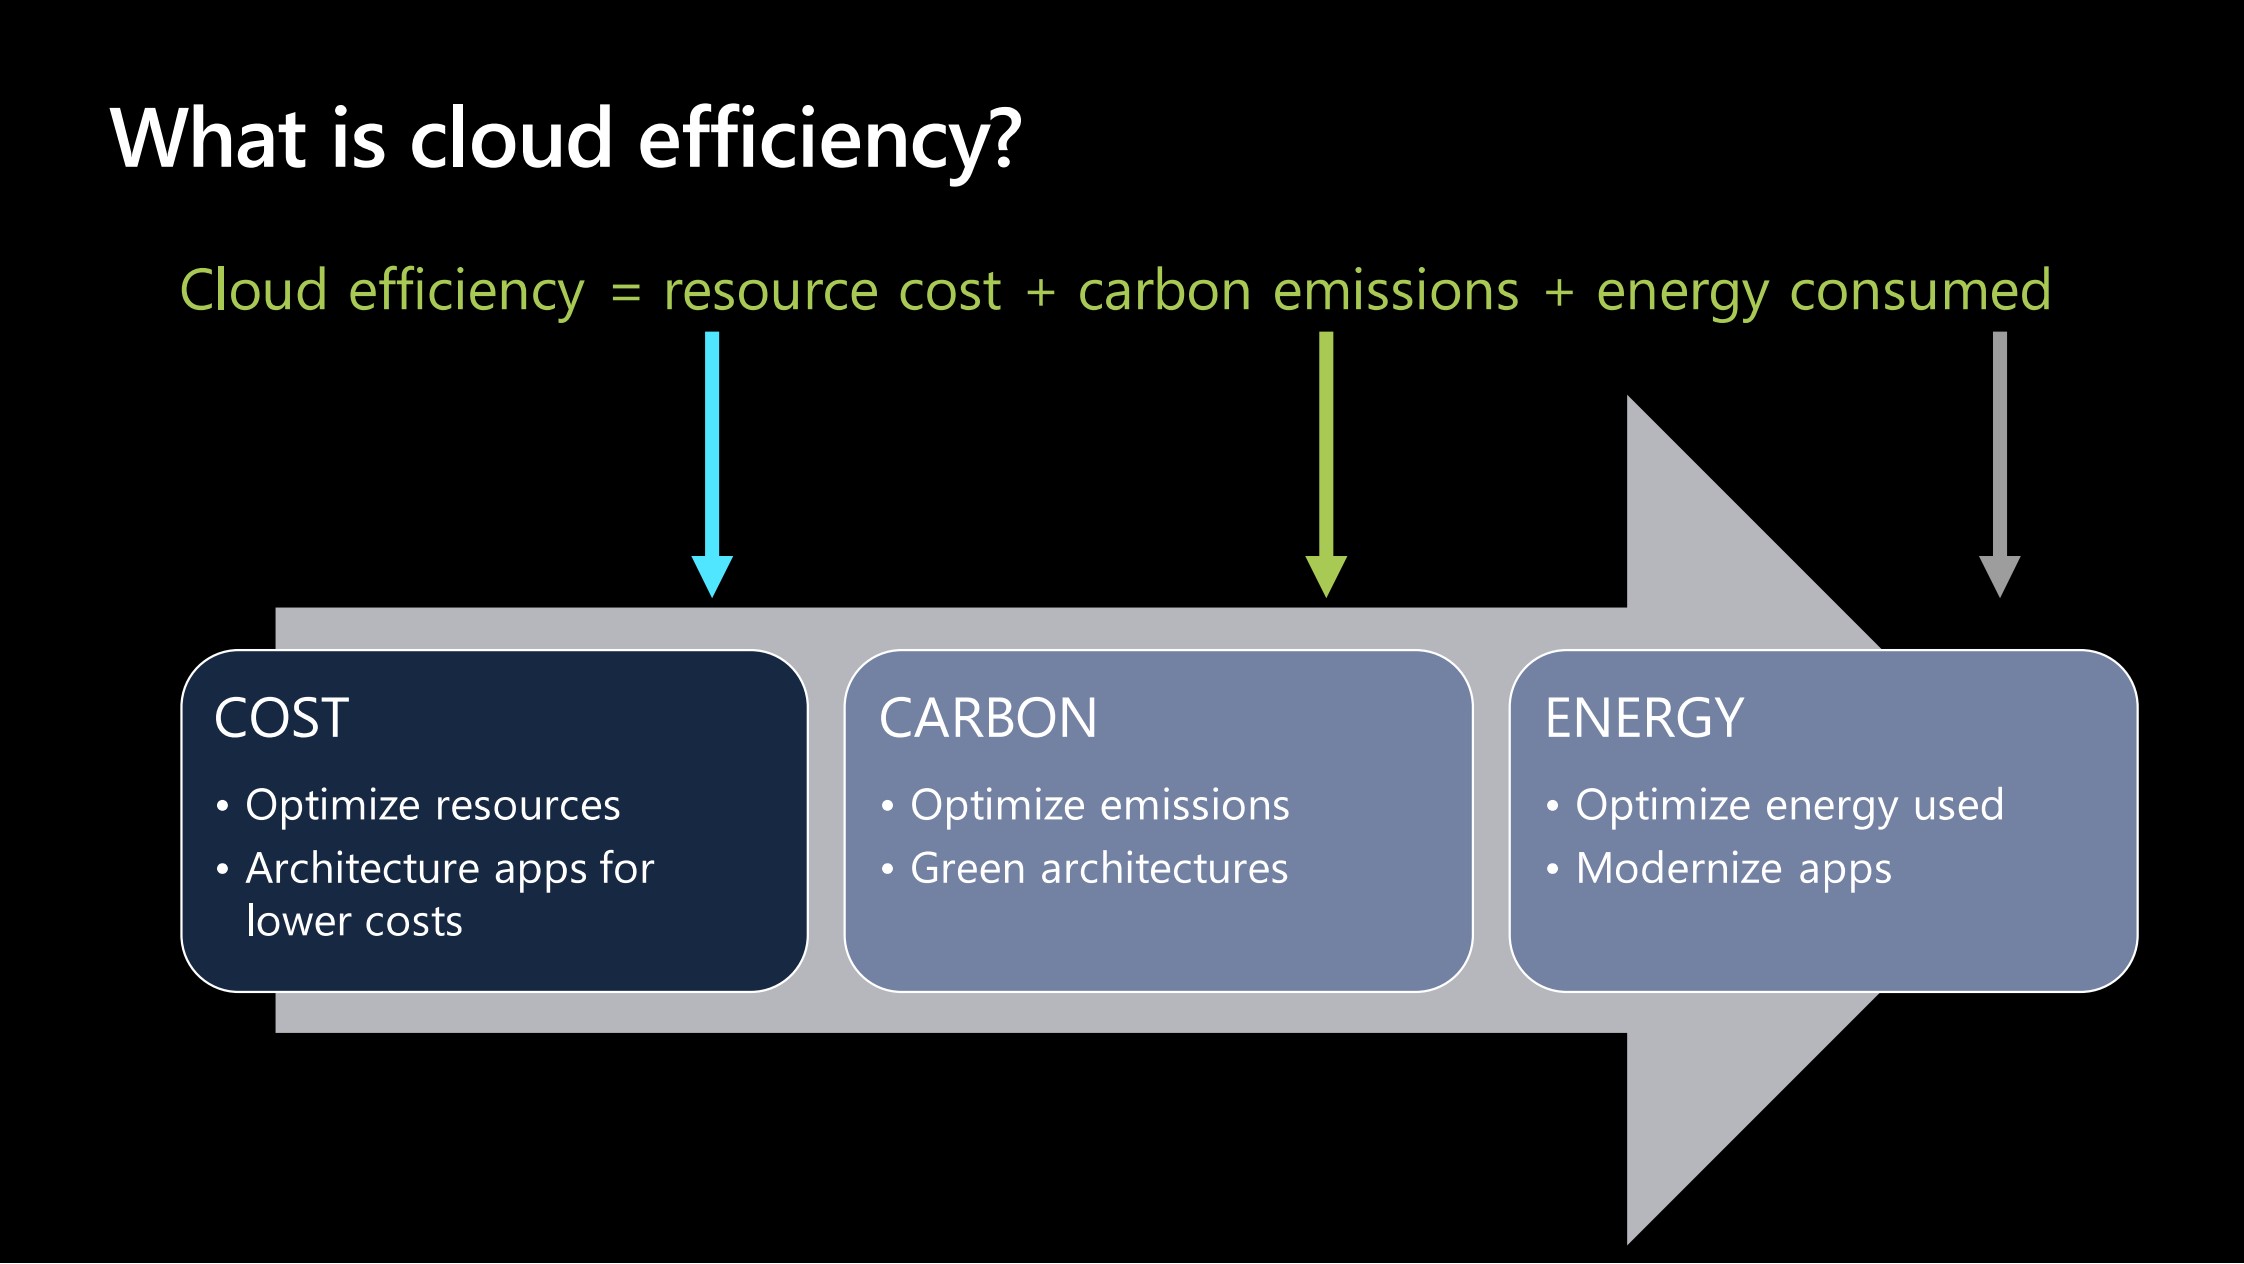 What is cloud efficiency?
Cloud efficiency = resource cost + carbon emissions + energy consumed
COST
• Optimize resources
• Architecture apps for
lower costs
CARBON
• Optimize emissions
• Green architectures
ENERGY
• Optimize energy used
• Modernize apps